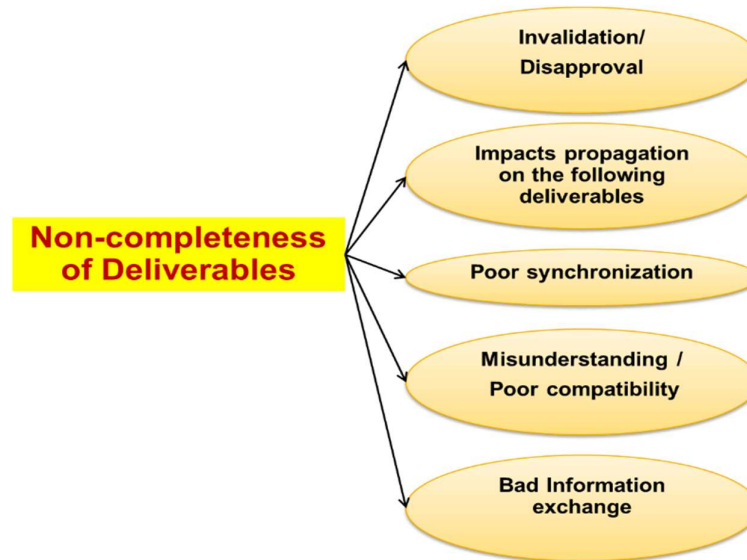 Invalidation/
Disapproval
Impacts propagation
on the following
deliverables
Non-completeness
of Deliverables
Poor synchronization
Misunderstanding /
Poor compatibility
Bad Information
exchange